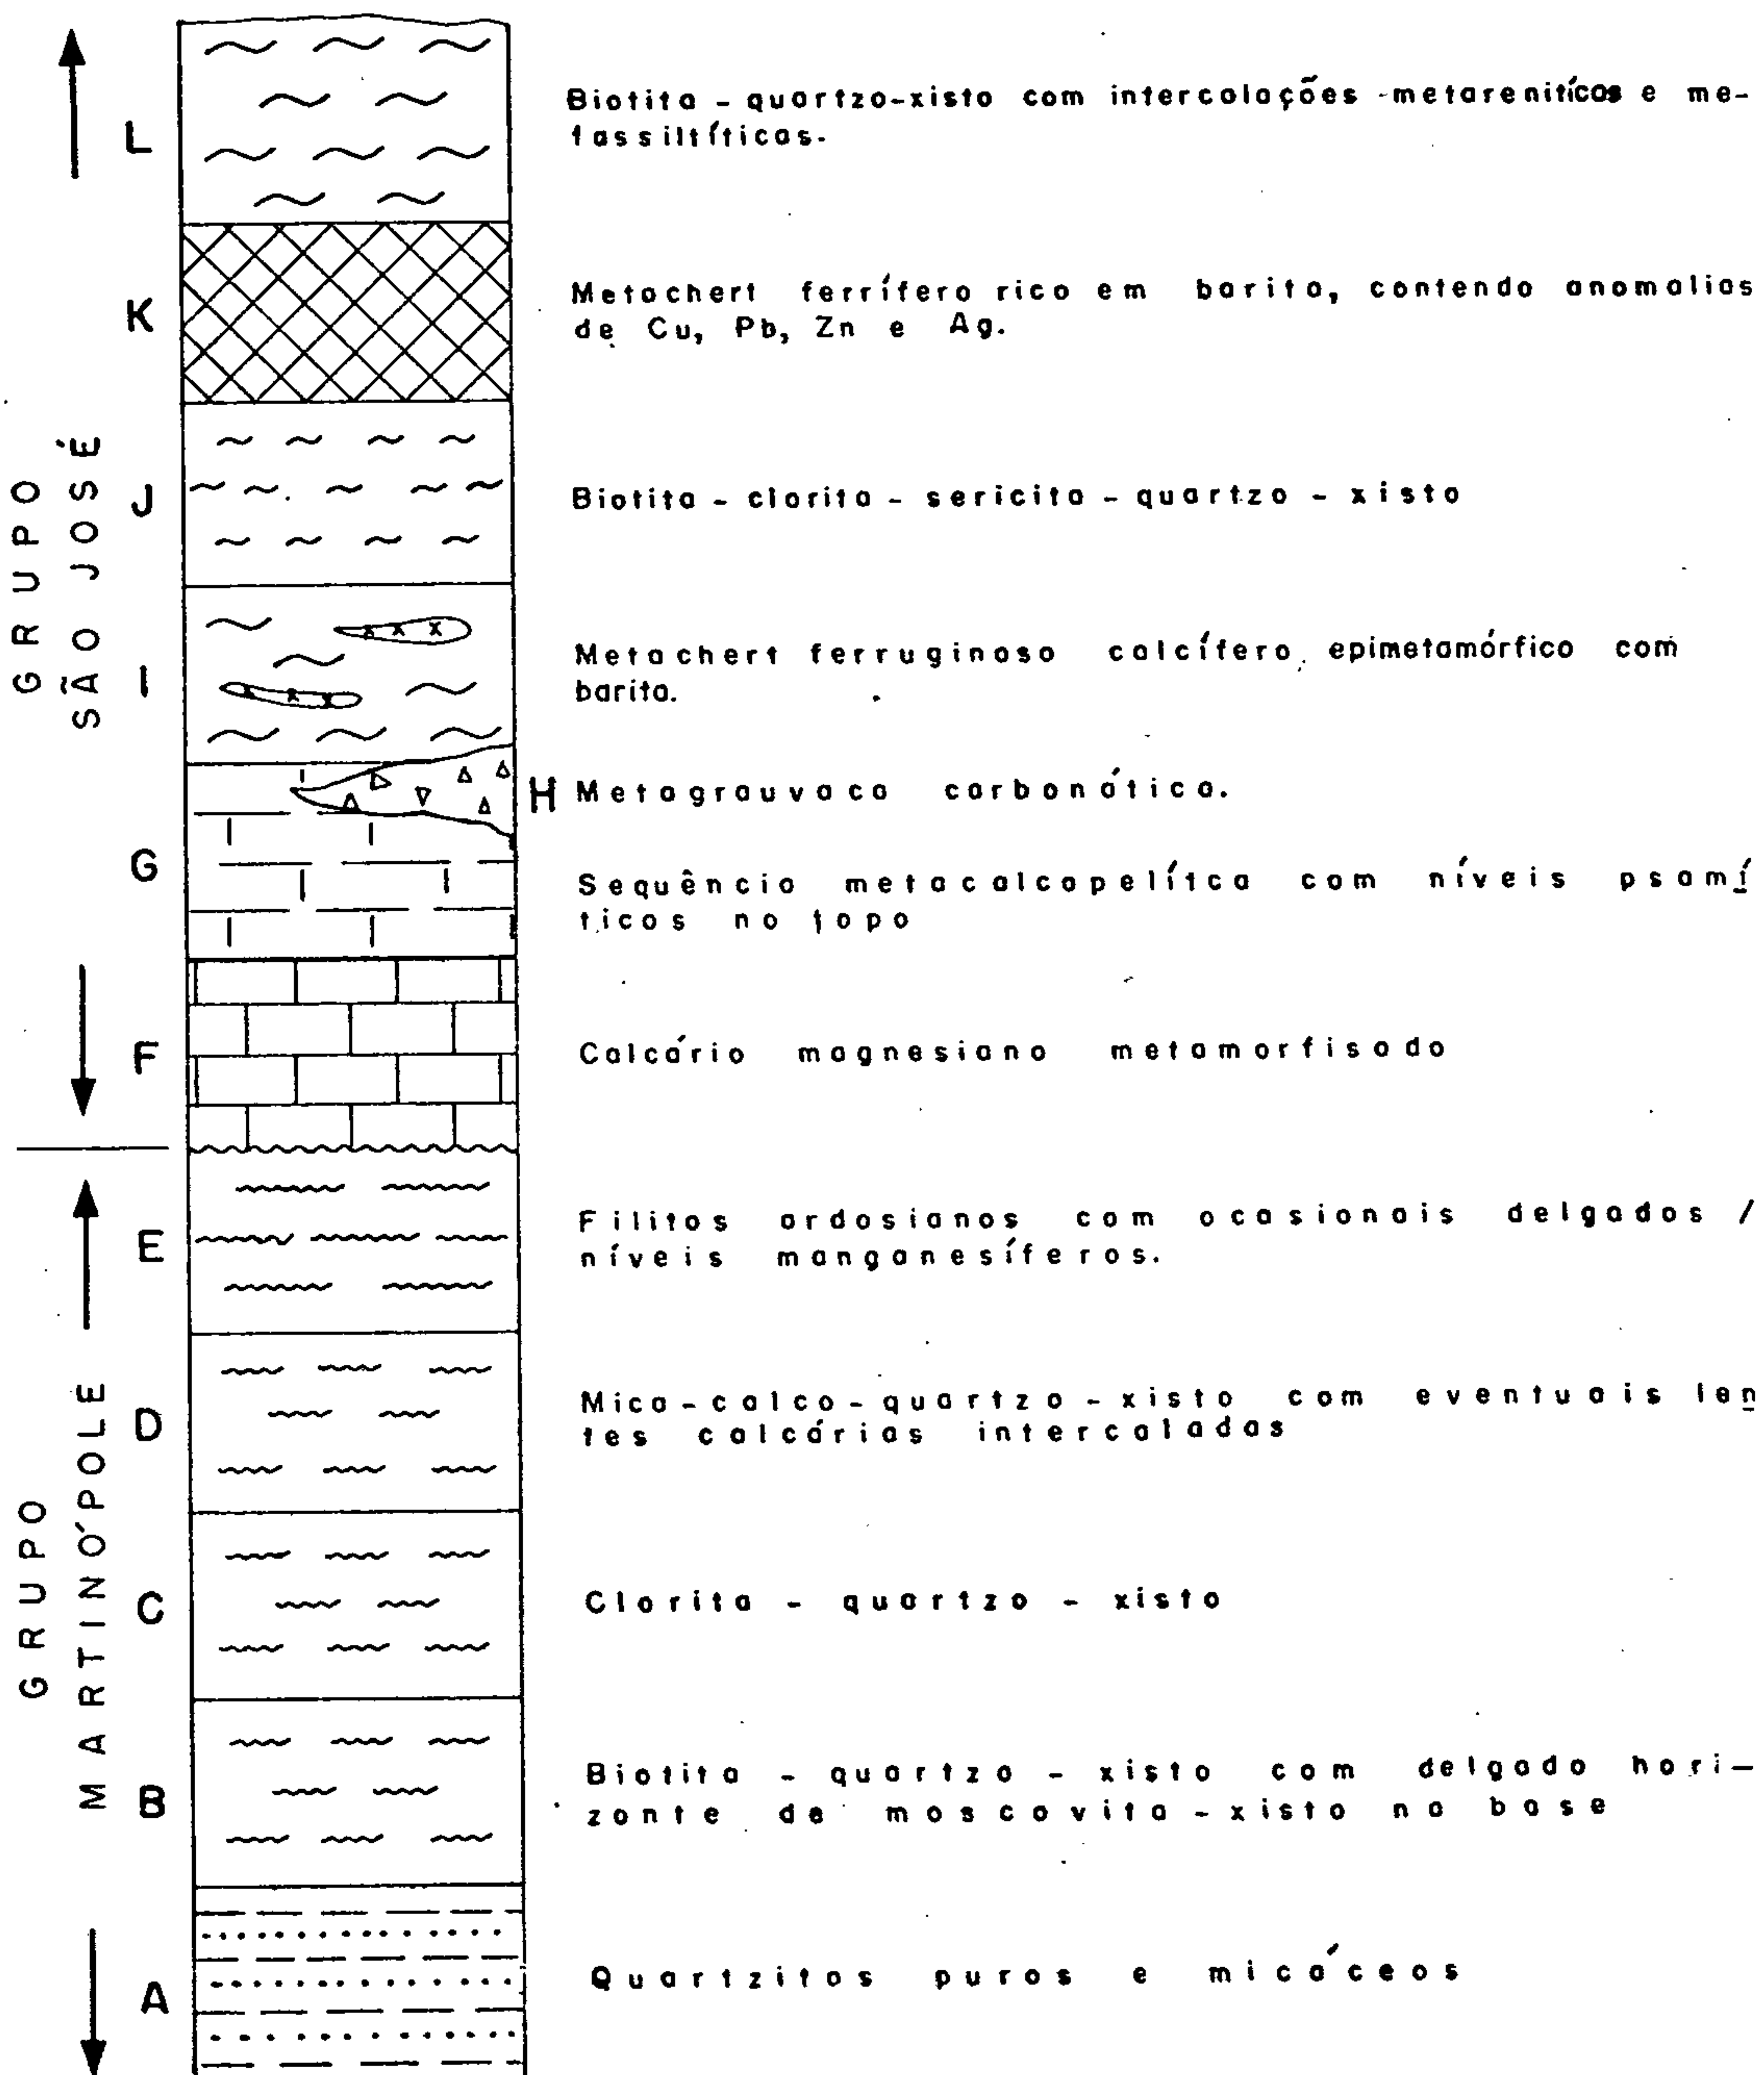 L
Biotita - quartzo-xisto com intercalações metareníticas e me-
tassiltíticas.
K
Metachert ferrífero rico em barita, contendo anomalias
de Cu, Pb, Zn e Ag.
GRUPO
SÃO JOSÉ
J
Biotita - clorita - sericita - quartzo - xisto
I
Metachert ferruginoso calcífero epimetamórfico com
barita.
H Metagrauvaca carbonática.
G
Sequência metacalcopelítca com níveis psamí
ticos no topo
F
Calcário magnesiano metamorfisado
E
Filitos ardosianos com ocasionais delgados /
níveis manganesíferos.
GRUPO
MARTINÓPOLE
D
Mica-calco-quartzo-xisto com eventuais len
tes calcárias intercaladas
C
Clorita - quartzo - xisto
B
Biotita - quartzo - xisto com delgado hori-
zonte de moscovita-xisto na base
A
Quartzitos puros e micáceos